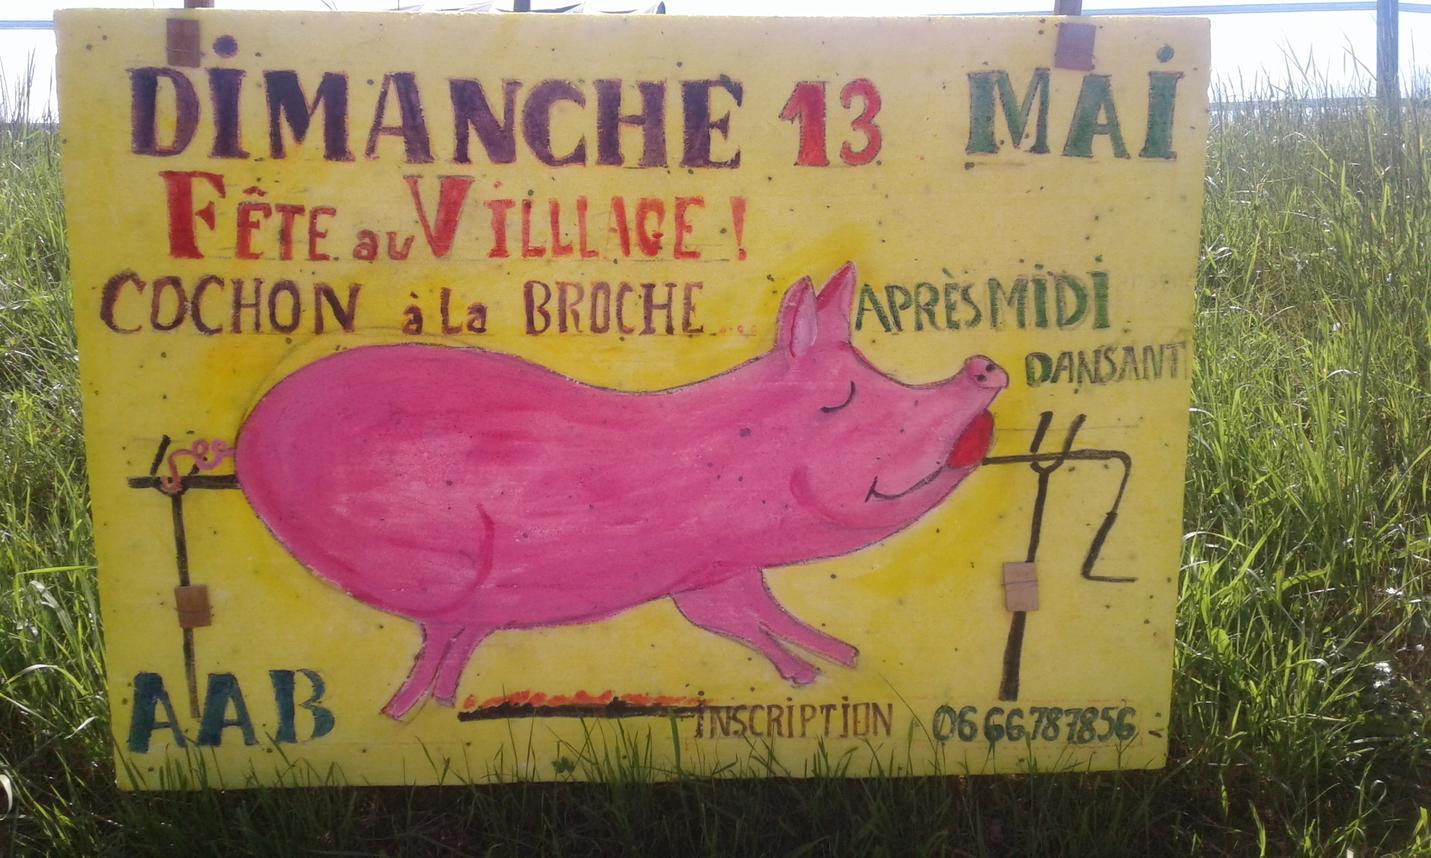 DIMANCHE 13 MAI
FÊTE au VILLLAGE !
COCHON à La BROCHE... APRÈS MIDI
DANSANT
AAB
INSCRIPTION 0666787856